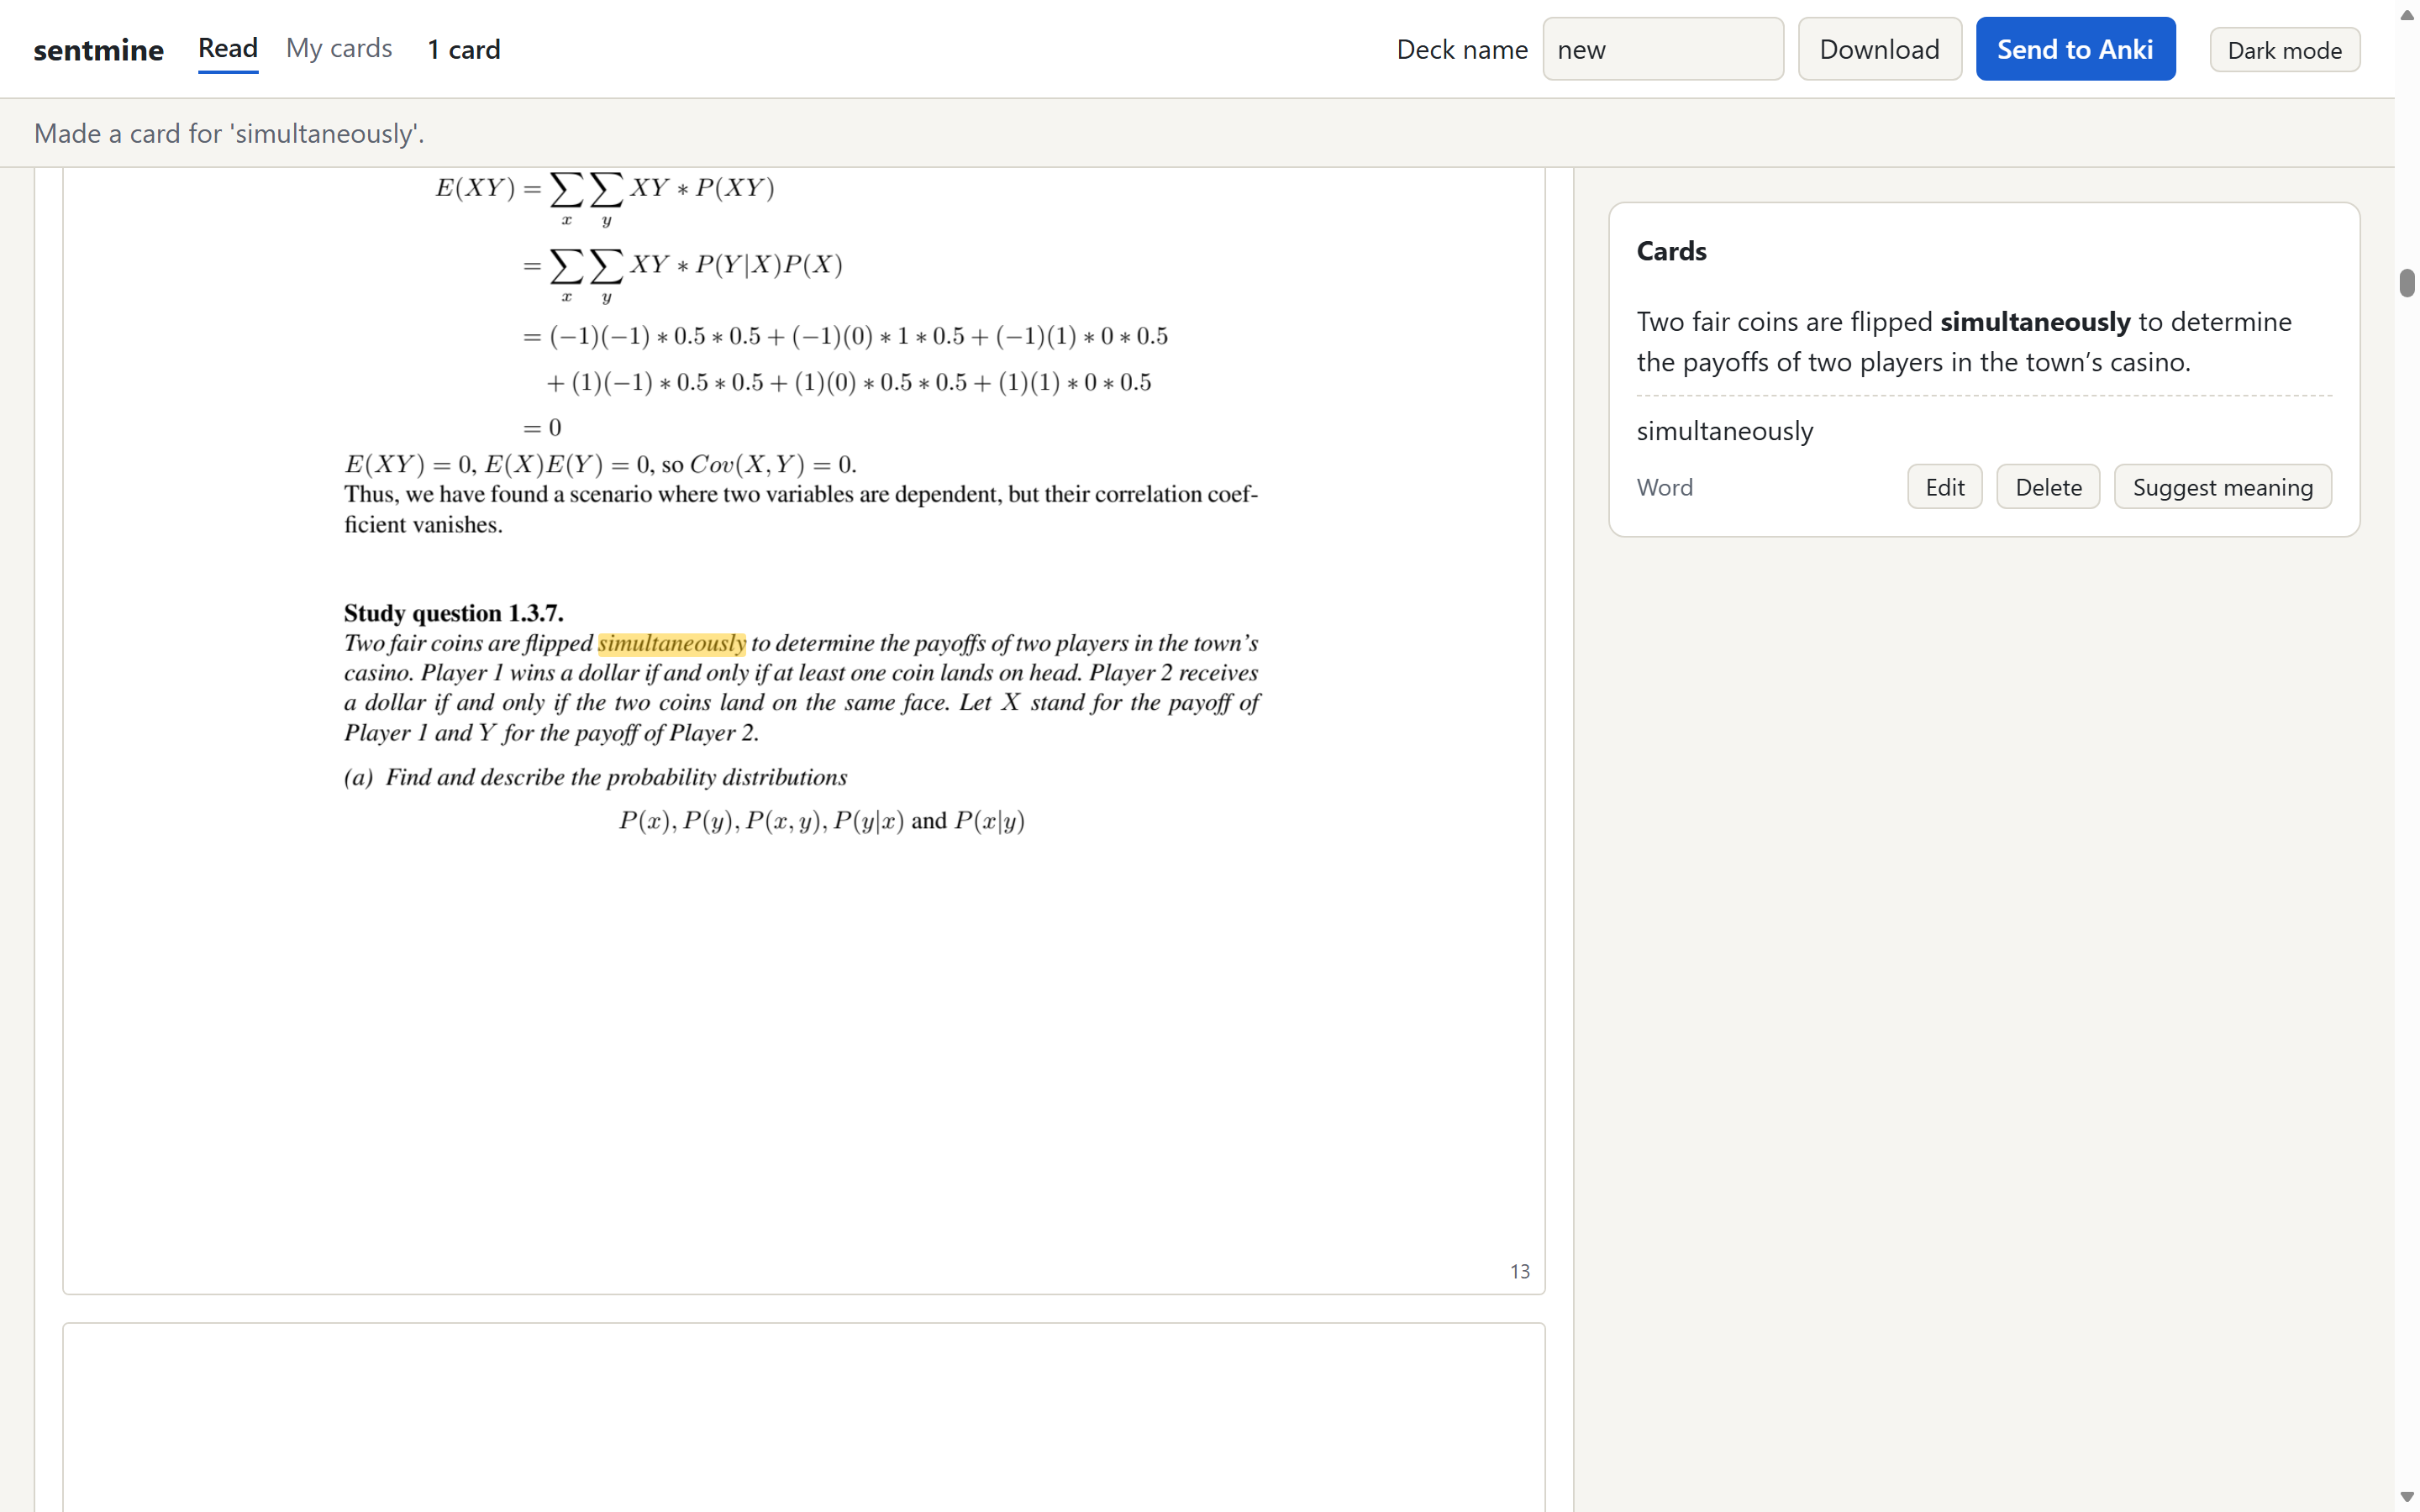 sentmine Read My cards 1 card Deck name new Download Send to Anki Dark mode
Made a card for 'simultaneously'.
E(XY) = ∑x ∑y XY ∗ P(XY)
= ∑x ∑y XY ∗ P(Y|X)P(X)
= (−1)(−1) ∗ 0.5 ∗ 0.5 + (−1)(0) ∗ 1 ∗ 0.5 + (−1)(1) ∗ 0 ∗ 0.5
+ (1)(−1) ∗ 0.5 ∗ 0.5 + (1)(0) ∗ 0.5 ∗ 0.5 + (1)(1) ∗ 0 ∗ 0.5
= 0
E(XY) = 0, E(X)E(Y) = 0, so Cov(X, Y) = 0.
Thus, we have found a scenario where two variables are dependent, but their correlation coef-
ficient vanishes.
Study question 1.3.7.
Two fair coins are flipped simultaneously to determine the payoffs of two players in the town’s
casino. Player 1 wins a dollar if and only if at least one coin lands on head. Player 2 receives
a dollar if and only if the two coins land on the same face. Let X stand for the payoff of
Player 1 and Y for the payoff of Player 2.
(a) Find and describe the probability distributions
P(x), P(y), P(x, y), P(y|x) and P(x|y)
13
Cards
Two fair coins are flipped simultaneously to determine
the payoffs of two players in the town’s casino.
simultaneously
Word Edit Delete Suggest meaning